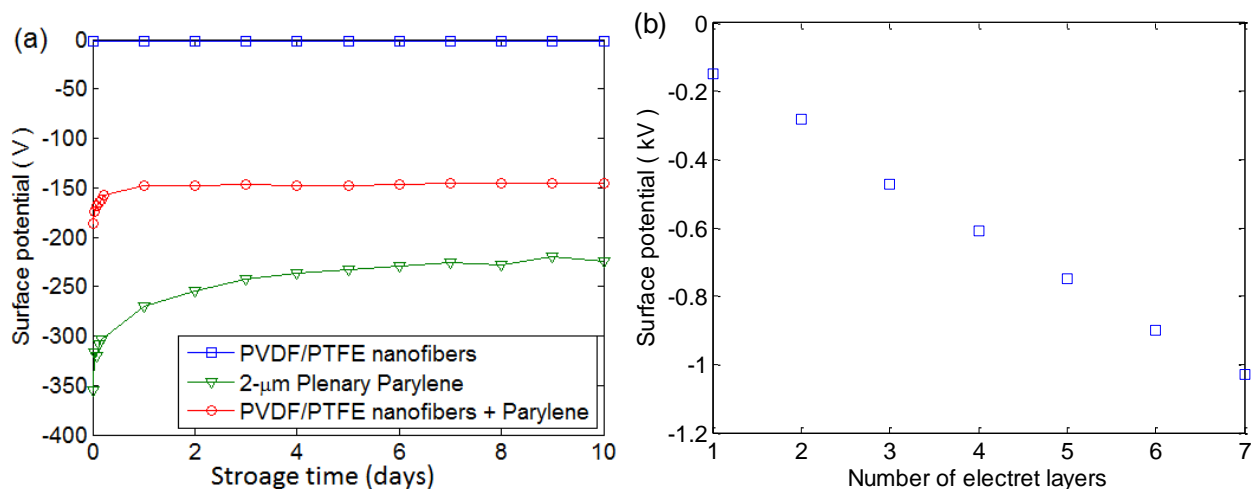 (a)
0
-50
-100
-150
-200
-250
-300
-350
-400
Surface potential ( V )
PVDF/PTFE nanofibers
2-μm Plenary Parylene
PVDF/PTFE nanofibers + Parylene
0 2 4 6 8 10
Stroage time (days)
(b)
0
-0.2
-0.4
-0.6
-0.8
-1
-1.2
Surface potential ( kV )
1 2 3 4 5 6 7
Number of electret layers